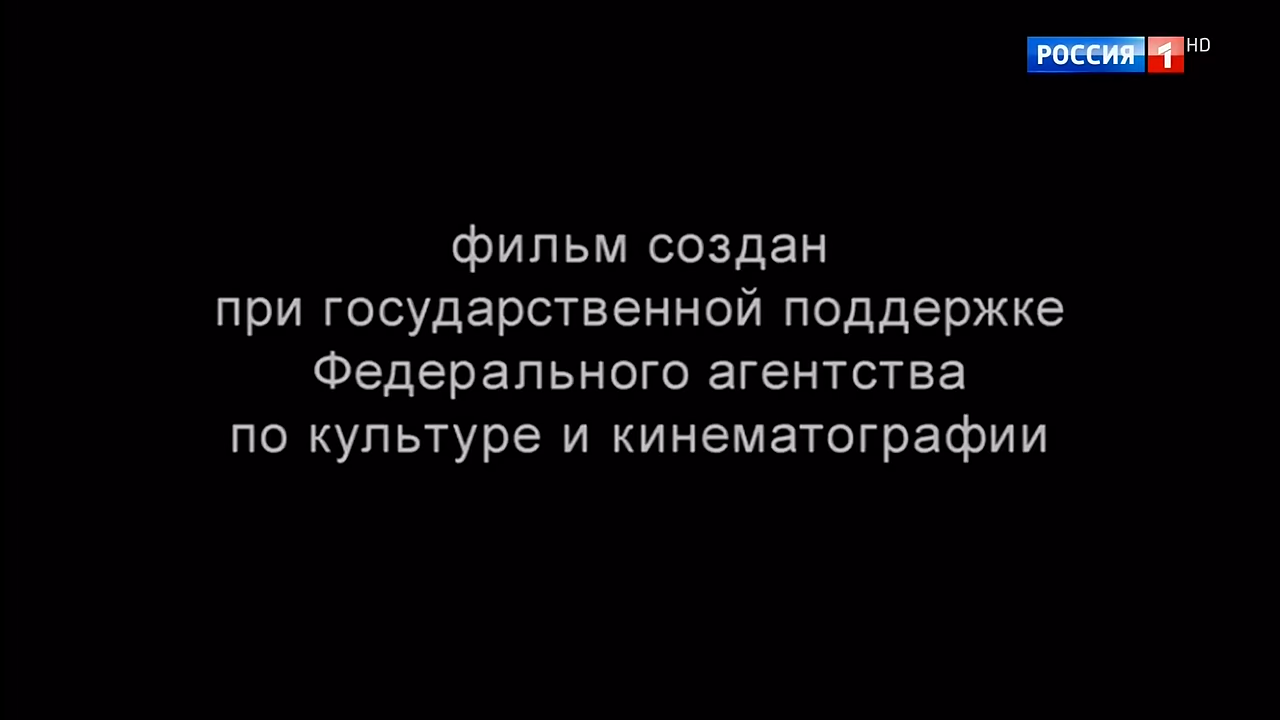 РОССИЯ 1 HD
фильм создан
при государственной поддержке
Федерального агентства
по культуре и кинематографии